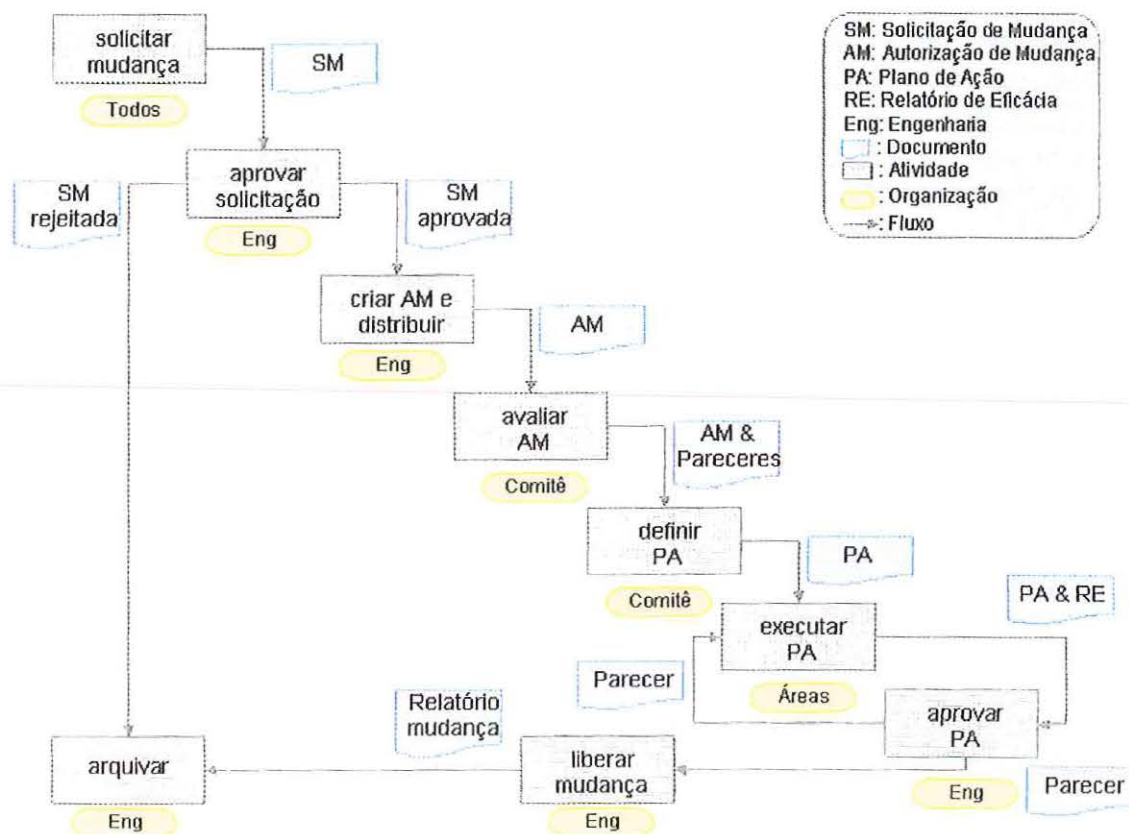 solicitar
mudança
SM
Todos
SM: Solicitação de Mudança
AM: Autorização de Mudança
PA: Plano de Ação
RE: Relatório de Eficácia
Eng: Engenharia
: Documento
: Atividade
: Organização
: Fluxo
SM
rejeitada
aprovar
solicitação
Eng
SM
aprovada
criar AM e
distribuir
Eng
AM
avaliar
AM
Comitê
AM &
Pareceres
definir
PA
Comitê
PA
PA & RE
executar
PA
Áreas
Parecer
aprovar
PA
Eng
Parecer
Relatório
mudança
liberar
mudança
Eng
arquivar
Eng